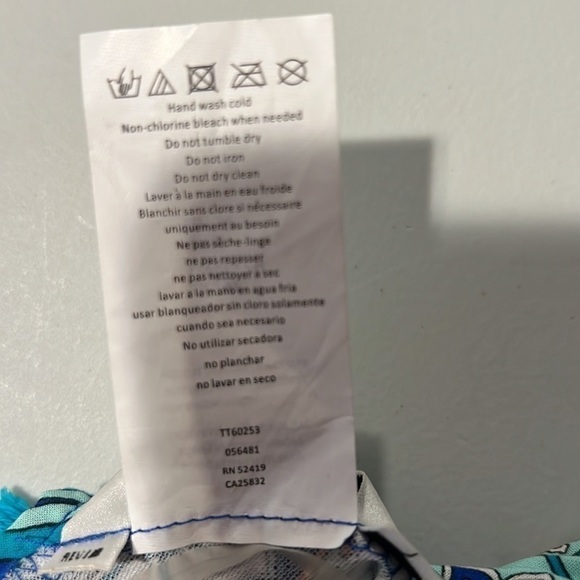 Hand wash cold
Non-chlorine bleach when needed
Do not tumble dry
Do not iron
Do not dry clean
Laver à la main en eau froide
Blanchir sans clore si nécessaire
uniquement au besoin
Ne pas sèche-linge
ne pas repasser
ne pas nettoyer a sec
lavar a la mano en agua fria
usar blanqueador sin cloro solamente
cuando sea necesario
No utilizar secadora
no planchar
no lavar en seco
TT60253
056481
RN 52419
CA25832